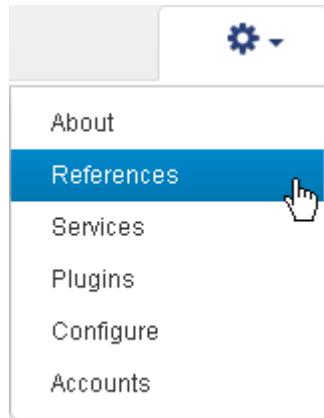 About
References
Services
Plugins
Configure
Accounts